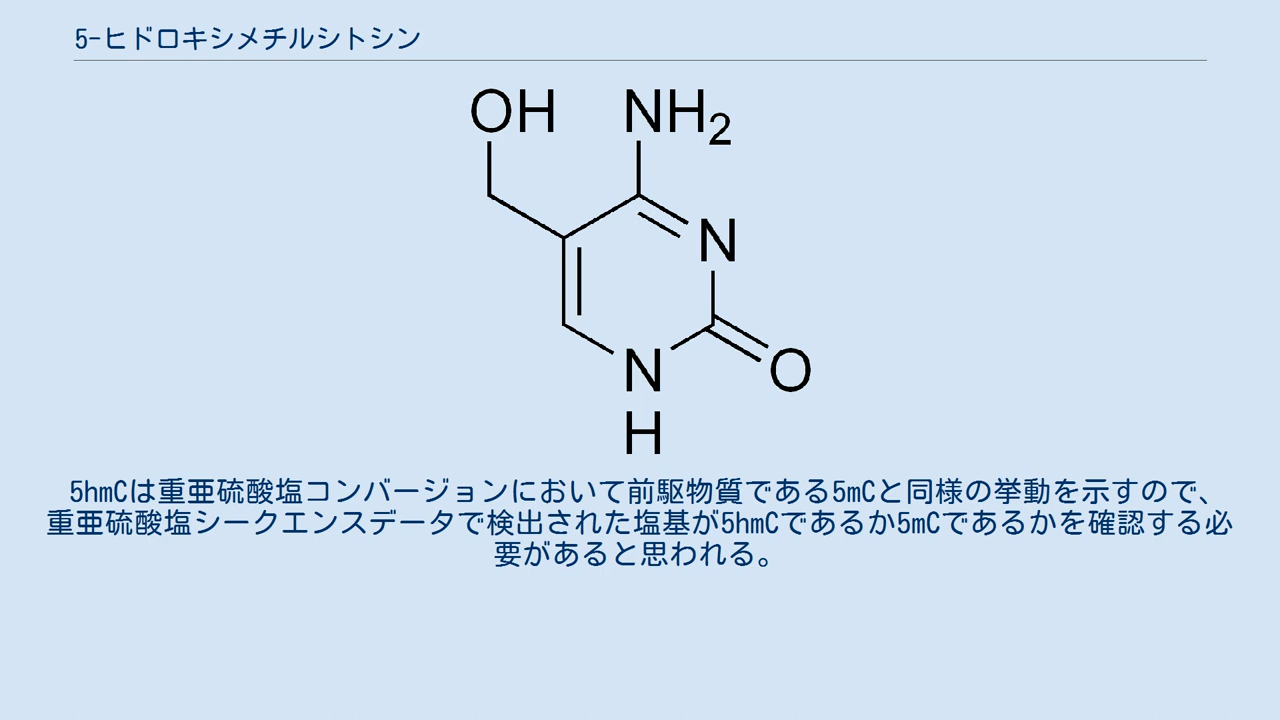 5-ヒドロキシメチルシトシン
OH
NH2
N
O
N
H
5hmCは重亜硫酸塩コンバージョンにおいて前駆物質である5mCと同様の挙動を示すので、
重亜硫酸塩シークエンスデータで検出された塩基が5hmCであるか5mCであるかを確認する必
要があると思われる。